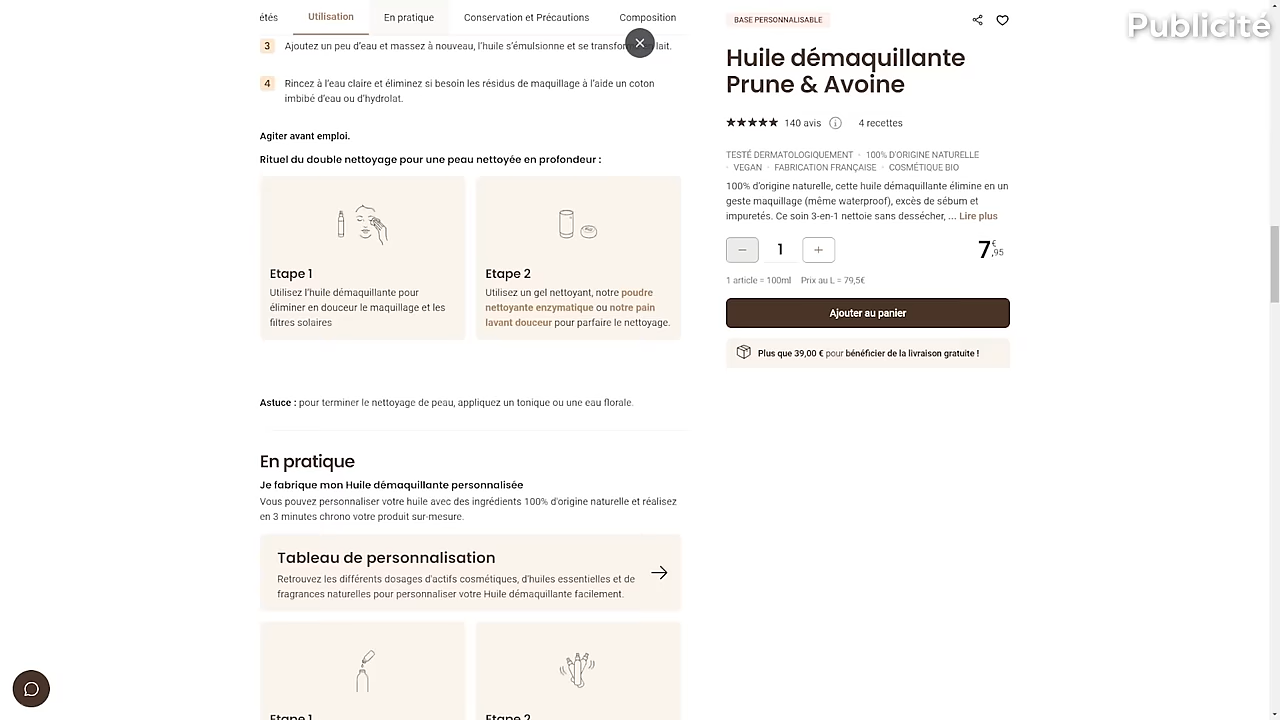 étés
Utilisation
En pratique
Conservation et Précautions
Composition
3 Ajoutez un peu d'eau et massez à nouveau, l'huile s'émulsionne et se transfor lait.
4 Rincez à l'eau claire et éliminez si besoin les résidus de maquillage à l'aide un coton
imbibé d'eau ou d'hydrolat.
Agiter avant emploi.
Rituel du double nettoyage pour une peau nettoyée en profondeur :
Etape 1
Utilisez l'huile démaquillante pour
éliminer en douceur le maquillage et les
filtres solaires
Etape 2
Utilisez un gel nettoyant, notre poudre
nettoyante enzymatique ou notre pain
lavant douceur pour parfaire le nettoyage.
Astuce : pour terminer le nettoyage de peau, appliquez un tonique ou une eau florale.
En pratique
Je fabrique mon Huile démaquillante personnalisée
Vous pouvez personnaliser votre huile avec des ingrédients 100% d'origine naturelle et réalisez
en 3 minutes chrono votre produit sur-mesure.
Tableau de personnalisation
Retrouvez les différents dosages d'actifs cosmétiques, d'huiles essentielles et de
fragrances naturelles pour personnaliser votre Huile démaquillante facilement.
Etape 1
Etape 2
BASE PERSONNALISABLE
Publicité
Huile démaquillante
Prune & Avoine
★★★★★ 140 avis 4 recettes
TESTÉ DERMATOLOGIQUEMENT · 100% D'ORIGINE NATURELLE
· VEGAN · FABRICATION FRANÇAISE · COSMÉTIQUE BIO
100% d'origine naturelle, cette huile démaquillante élimine en un
geste maquillage (même waterproof), excès de sébum et
impuretés. Ce soin 3-en-1 nettoie sans dessécher, ... Lire plus
− 1 +
7€,95
1 article = 100ml Prix au L = 79,5€
Ajouter au panier
Plus que 39,00 € pour bénéficier de la livraison gratuite !